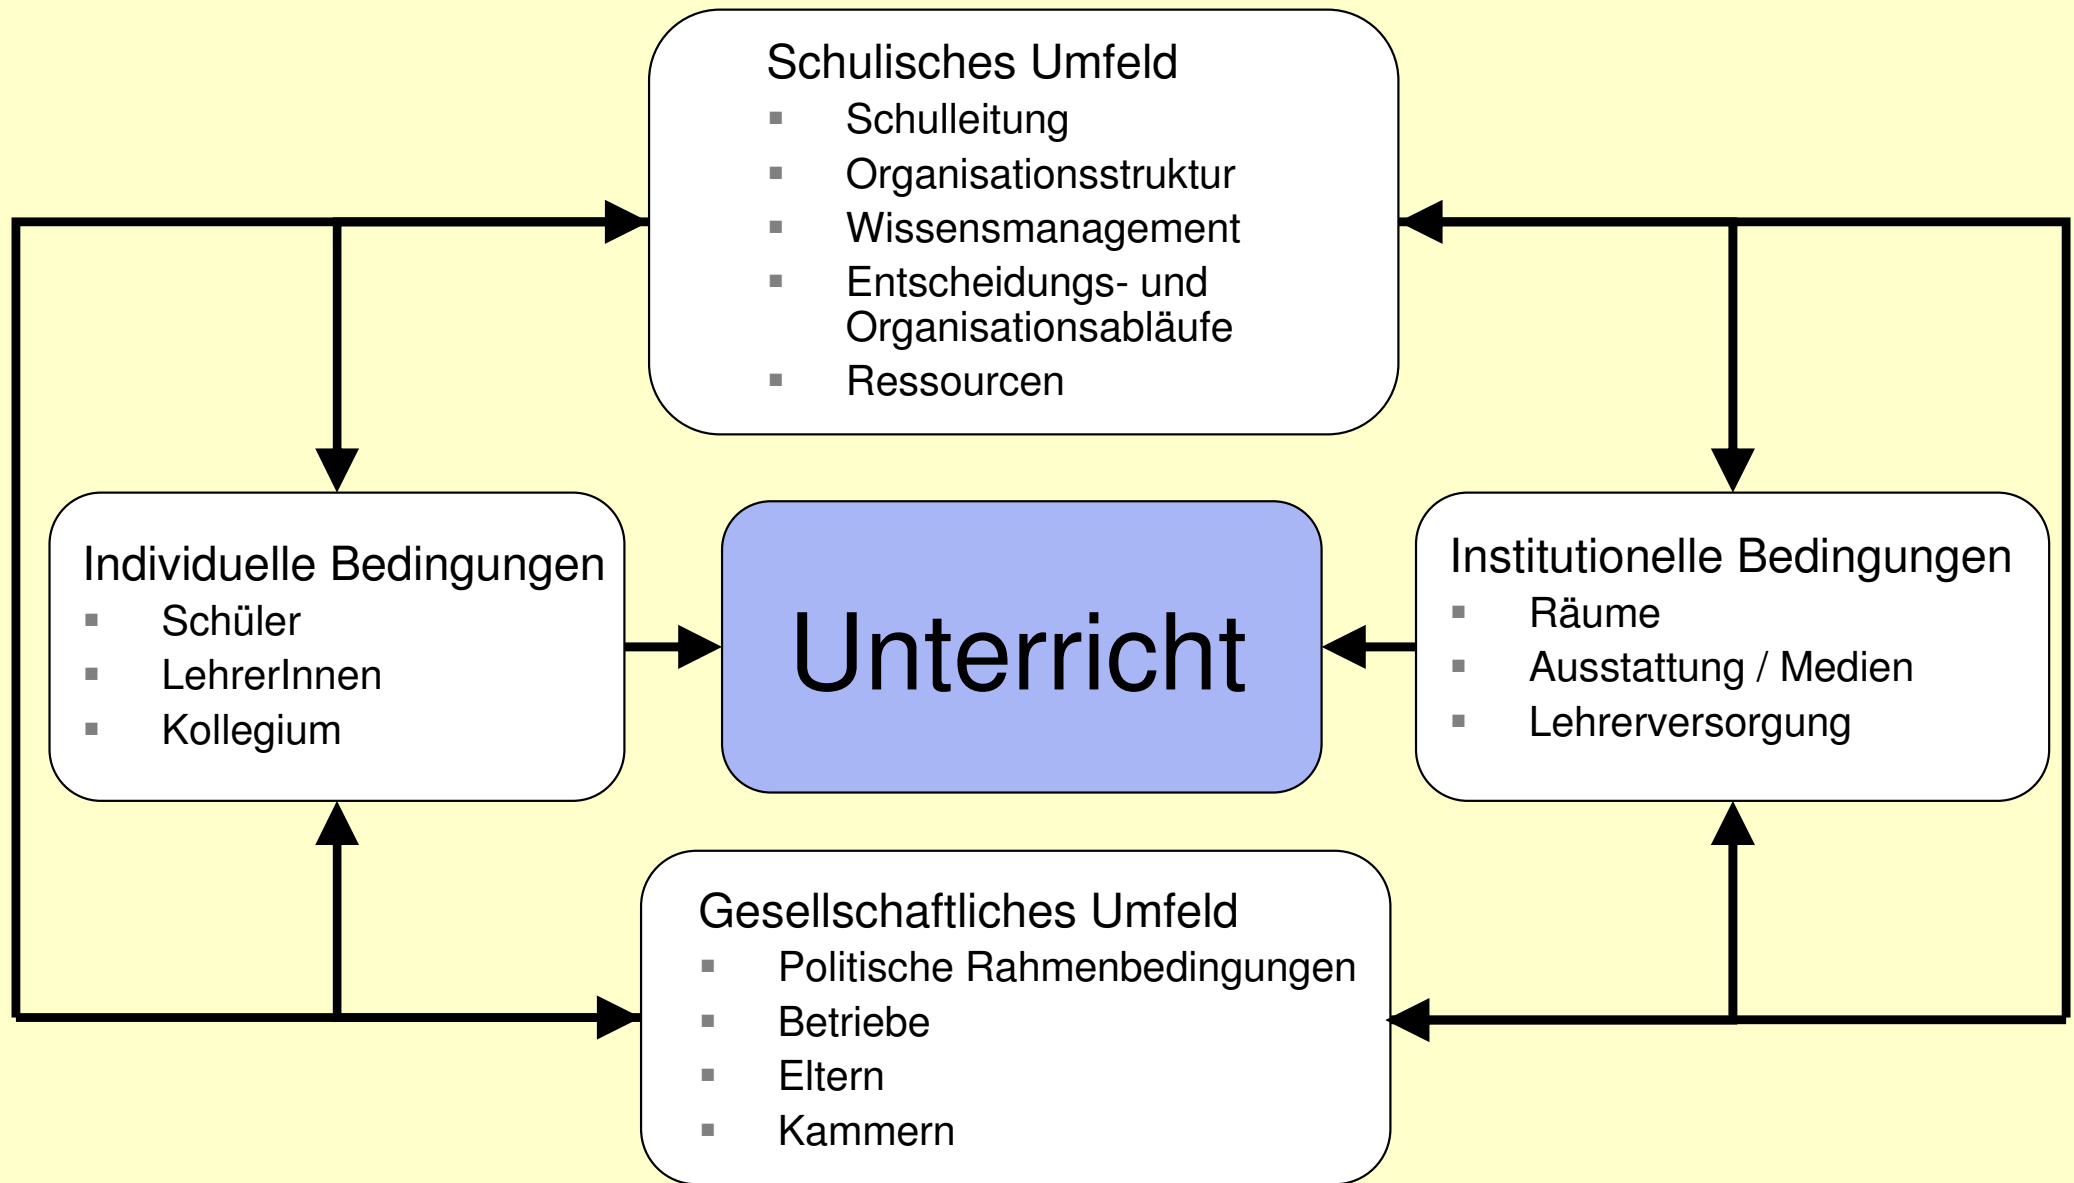 Schulisches Umfeld
▪ Schulleitung
▪ Organisationsstruktur
▪ Wissensmanagement
▪ Entscheidungs- und
Organisationsabläufe
▪ Ressourcen
Individuelle Bedingungen
▪ Schüler
▪ LehrerInnen
▪ Kollegium
Unterricht
Institutionelle Bedingungen
▪ Räume
▪ Ausstattung / Medien
▪ Lehrerversorgung
Gesellschaftliches Umfeld
▪ Politische Rahmenbedingungen
▪ Betriebe
▪ Eltern
▪ Kammern